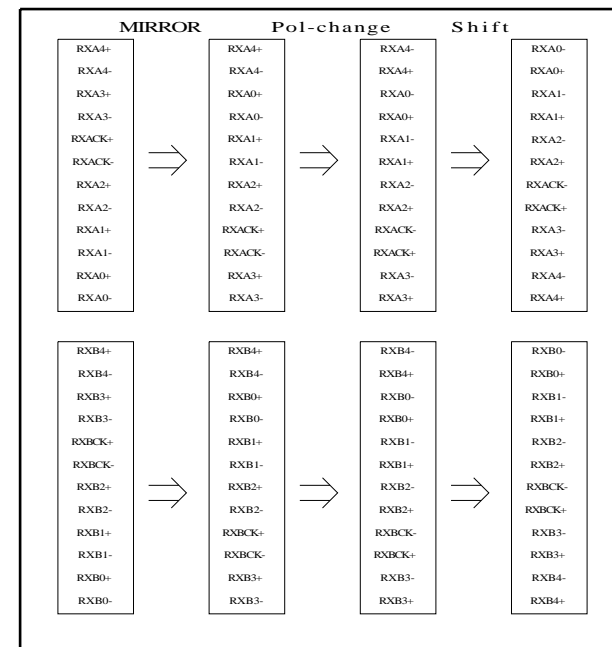 MIRROR Pol-change Shift
RXA4+ RXA4+ RXA4- RXA0-
RXA4- RXA4- RXA4+ RXA0+
RXA3+ RXA0+ RXA0- RXA1-
RXA3- RXA0- RXA0+ RXA1+
RXACK+ RXA1+ RXA1- RXA2-
RXACK- RXA1- RXA1+ RXA2+
RXA2+ RXA2+ RXA2- RXACK-
RXA2- RXA2- RXA2+ RXACK+
RXA1+ RXACK+ RXACK- RXA3-
RXA1- RXACK- RXACK+ RXA3+
RXA0+ RXA3+ RXA3- RXA4-
RXA0- RXA3- RXA3+ RXA4+
RXB4+ RXB4+ RXB4- RXB0-
RXB4- RXB4- RXB4+ RXB0+
RXB3+ RXB0+ RXB0- RXB1-
RXB3- RXB0- RXB0+ RXB1+
RXBCK+ RXB1+ RXB1- RXB2-
RXBCK- RXB1- RXB1+ RXB2+
RXB2+ RXB2+ RXB2- RXBCK-
RXB2- RXB2- RXB2+ RXBCK+
RXB1+ RXBCK+ RXBCK- RXB3-
RXB1- RXBCK- RXBCK+ RXB3+
RXB0+ RXB3+ RXB3- RXB4-
RXB0- RXB3- RXB3+ RXB4+